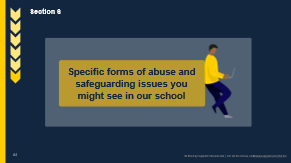 Section 6
Specific forms of abuse and
safeguarding issues you
might see in our school